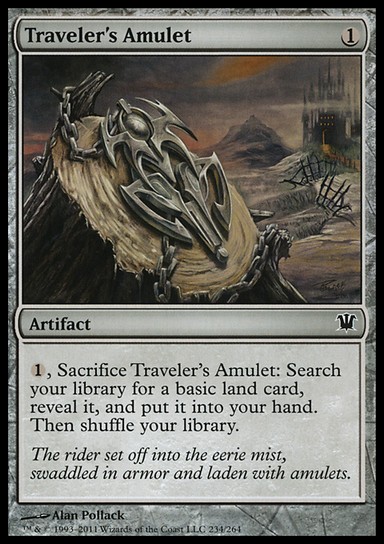 Traveler's Amulet 1
Artifact
1, Sacrifice Traveler's Amulet: Search
your library for a basic land card,
reveal it, and put it into your hand.
Then shuffle your library.
The rider set off into the eerie mist,
swaddled in armor and laden with amulets.
Alan Pollack
™ & © 1993–2011 Wizards of the Coast LLC 234/264